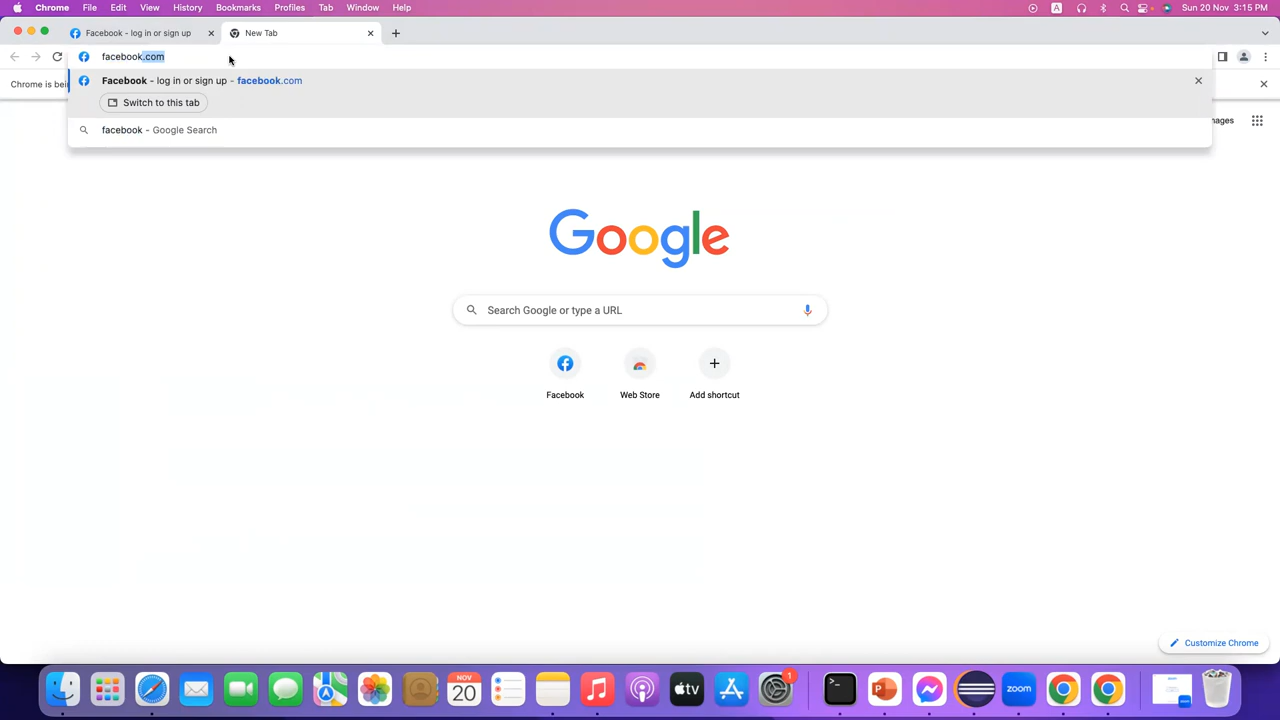 Chrome File Edit View History Bookmarks Profiles Tab Window Help A Sun 20 Nov 3:15 PM
Facebook - log in or sign up New Tab
facebook.com
Facebook - log in or sign up - facebook.com
Chrome is bei
Switch to this tab
facebook - Google Search
nages
Google
Search Google or type a URL
Facebook Web Store Add shortcut
Customize Chrome
NOV
20
tv
1
>_
P
zoom